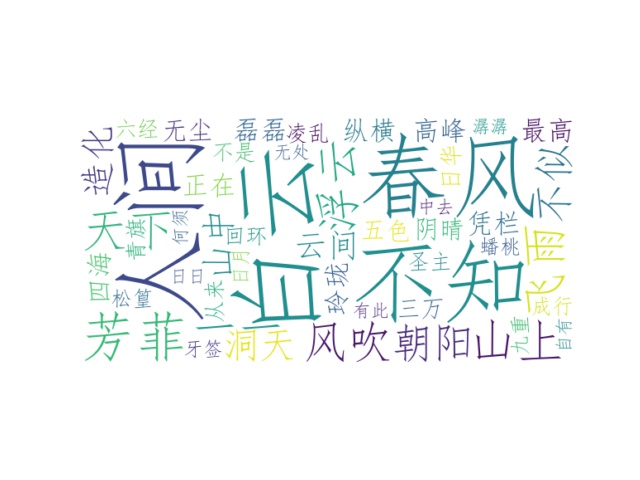 六经
无尘
磊磊
凌乱
纵横
高峰
潺潺
最高
造化
人间
不是
无处
正在
白云
浮云
春风
日华
不似
天下
青旗
何须
中
回环
云间
五色
阴晴
中去
凭栏
蟠桃
飞雨
四海
日日
从来
山
日月
玲珑
圣主
不知
松篁
有此
三万
成行
芳菲
牙签
洞天
风吹
朝阳
山上
九重
自有